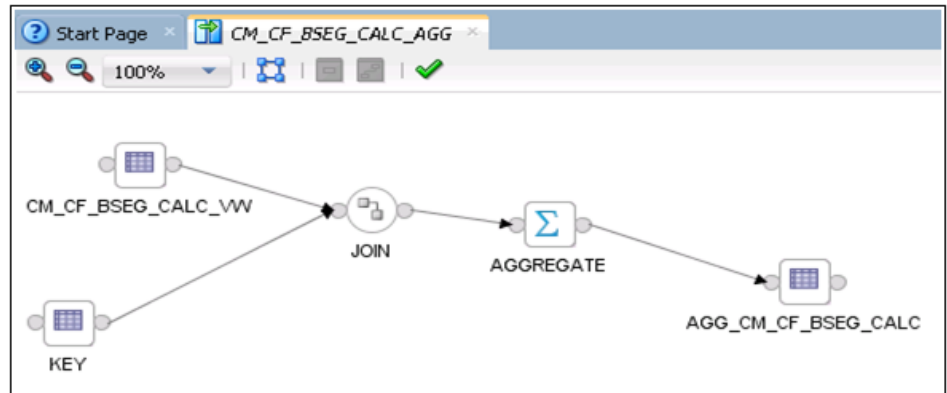 Start Page
CM_CF_BSEG_CALC_AGG
100%
CM_CF_BSEG_CALC_VW
JOIN
AGGREGATE
AGG_CM_CF_BSEG_CALC
KEY